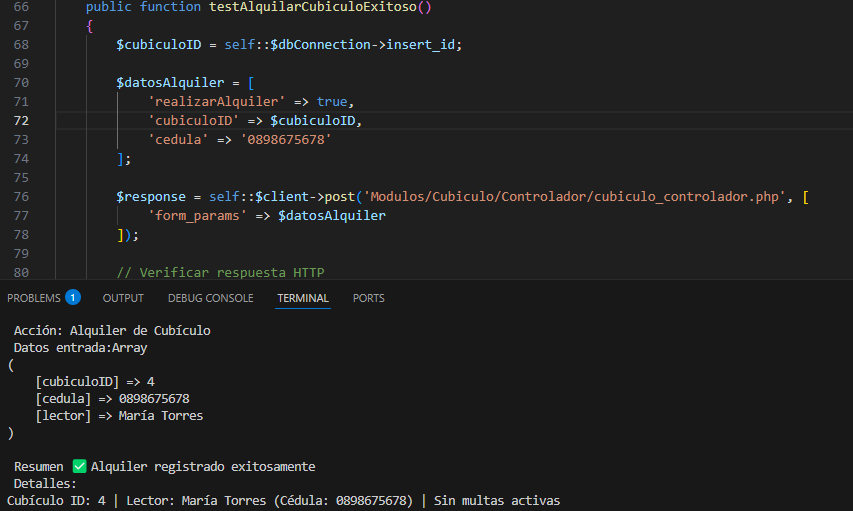 66 public function testAlquilarCubiculoExitoso()
67 {
68 $cubiculoID = self::$dbConnection->insert_id;
69
70 $datosAlquiler = [
71 'realizarAlquiler' => true,
72 'cubiculoID' => $cubiculoID,
73 'cedula' => '0898675678'
74 ];
75
76 $response = self::$client->post('Modulos/Cubiculo/Controlador/cubiculo_controlador.php', [
77 'form_params' => $datosAlquiler
78 ]);
79
80 // Verificar respuesta HTTP
PROBLEMS 1 OUTPUT DEBUG CONSOLE TERMINAL PORTS
Acción: Alquiler de Cubículo
Datos entrada:Array
(
[cubiculoID] => 4
[cedula] => 0898675678
[lector] => María Torres
)
Resumen ✅ Alquiler registrado exitosamente
Detalles:
Cubículo ID: 4 | Lector: María Torres (Cédula: 0898675678) | Sin multas activas